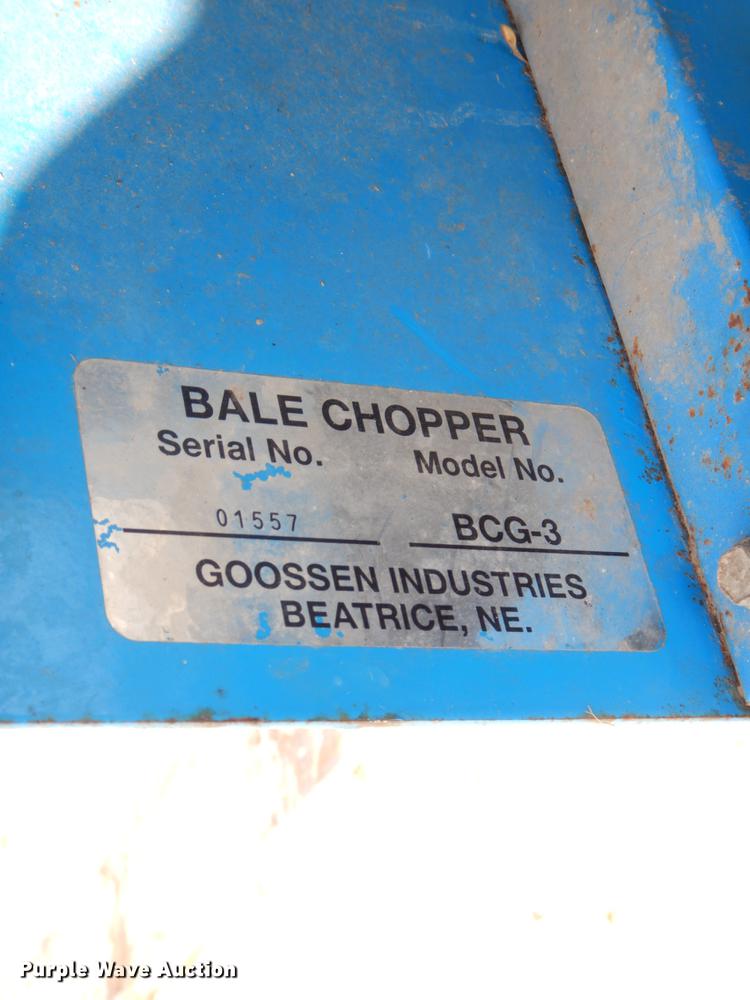 BALE CHOPPER
Serial No. Model No.
01557 BCG-3
GOOSSEN INDUSTRIES
BEATRICE, NE.
Purple Wave Auction